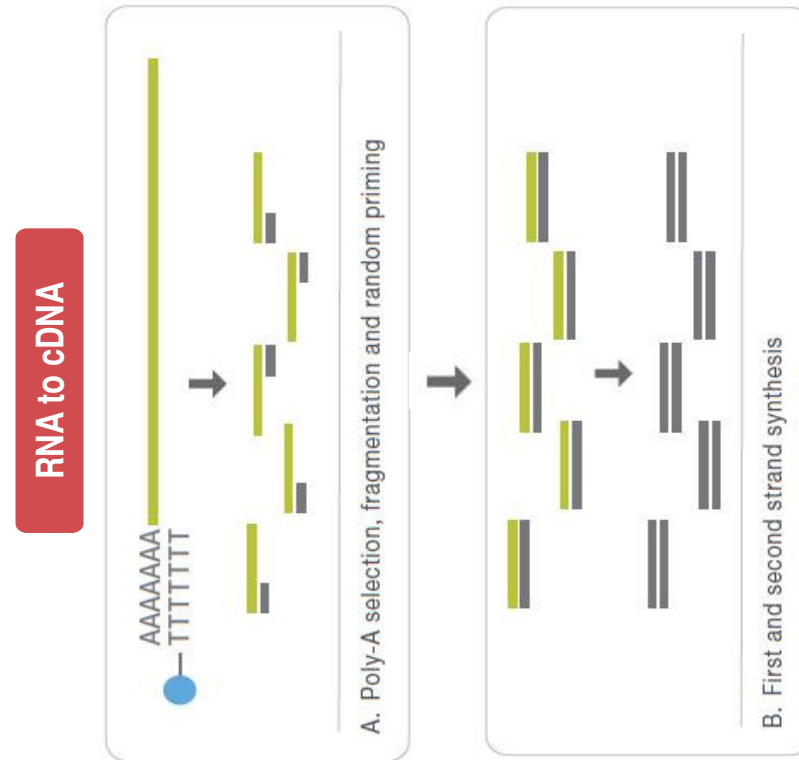 RNA to cDNA
AAAAAAA
TTTTTTT
A. Poly-A selection, fragmentation and random priming
B. First and second strand synthesis